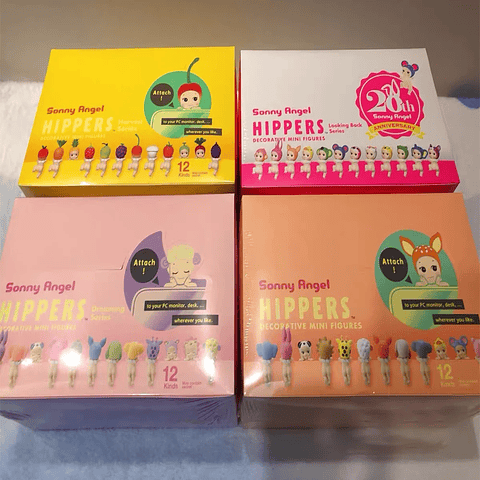 Sonny Angel
HIPPERS
Harvest Series
Attach !
to your PC monitor, desk, ...
wherever you like.
12
Kinds
Sonny Angel
HIPPERS
Looking Back Series
DECORATIVE MINI FIGURES
20th
Sonny Angel
ANNIVERSARY
Sonny Angel
HIPPERS
Dreaming Series
DECORATIVE MINI FIGURES
Attach !
to your PC monitor, desk, ...
wherever you like.
12
Kinds
Sonny Angel
HIPPERS
DECORATIVE MINI FIGURES
Attach !
to your PC monitor, desk, ...
wherever you like.
12
Kinds